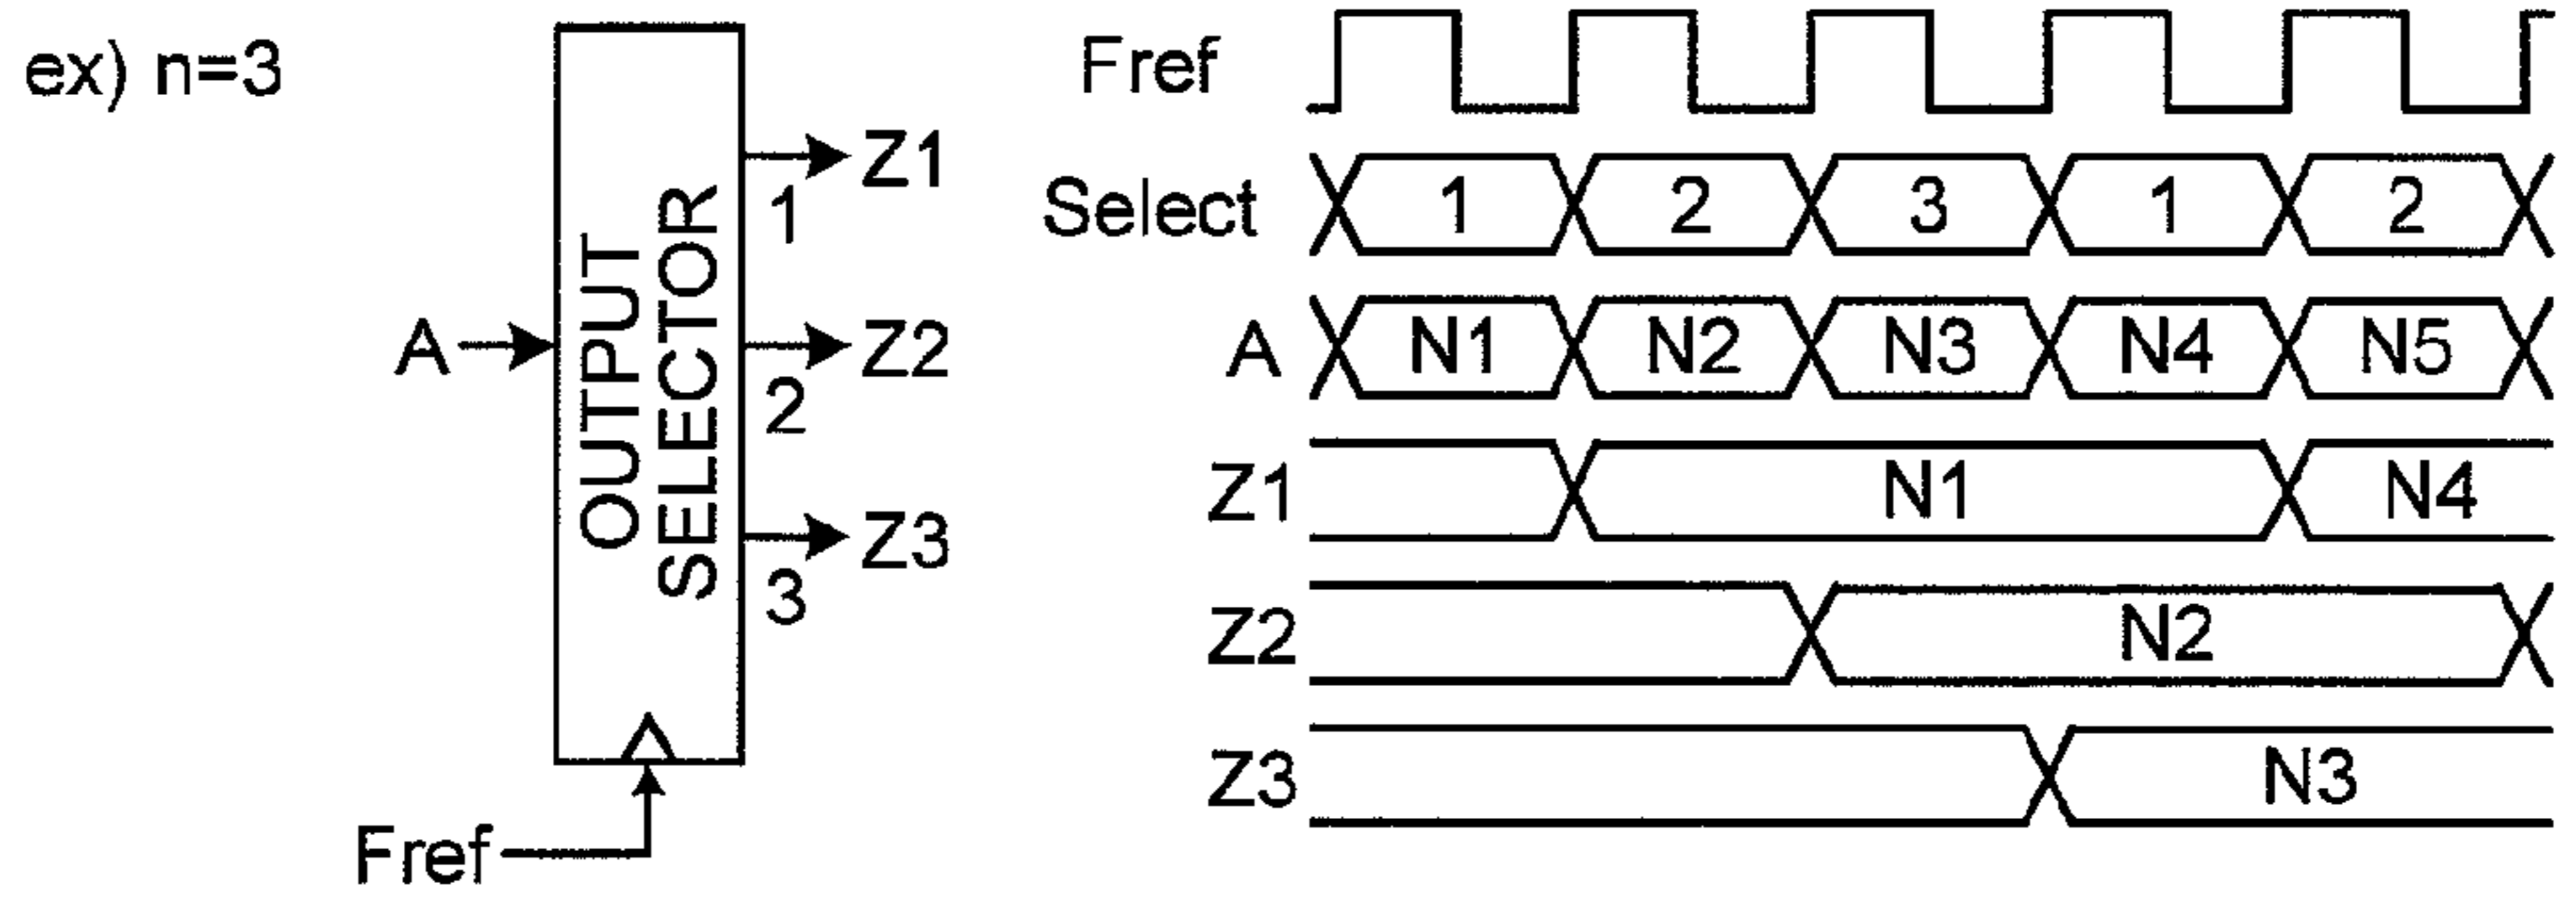 ex) n=3
OUTPUT
SELECTOR
A
Z1
1
Z2
2
Z3
3
Fref
Fref
Select 1 2 3 1 2
A N1 N2 N3 N4 N5
Z1 N1 N4
Z2 N2
Z3 N3